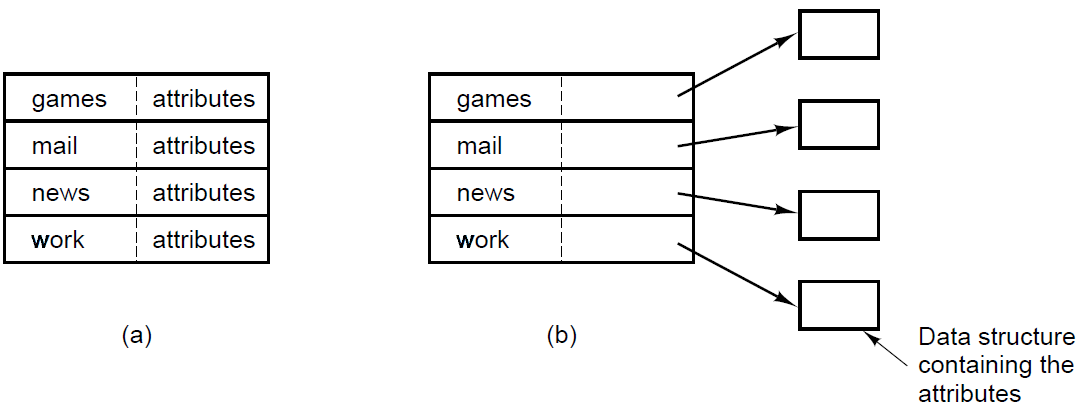 games attributes
mail attributes
news attributes
work attributes
(a)
games
mail
news
work
(b)
Data structure
containing the
attributes